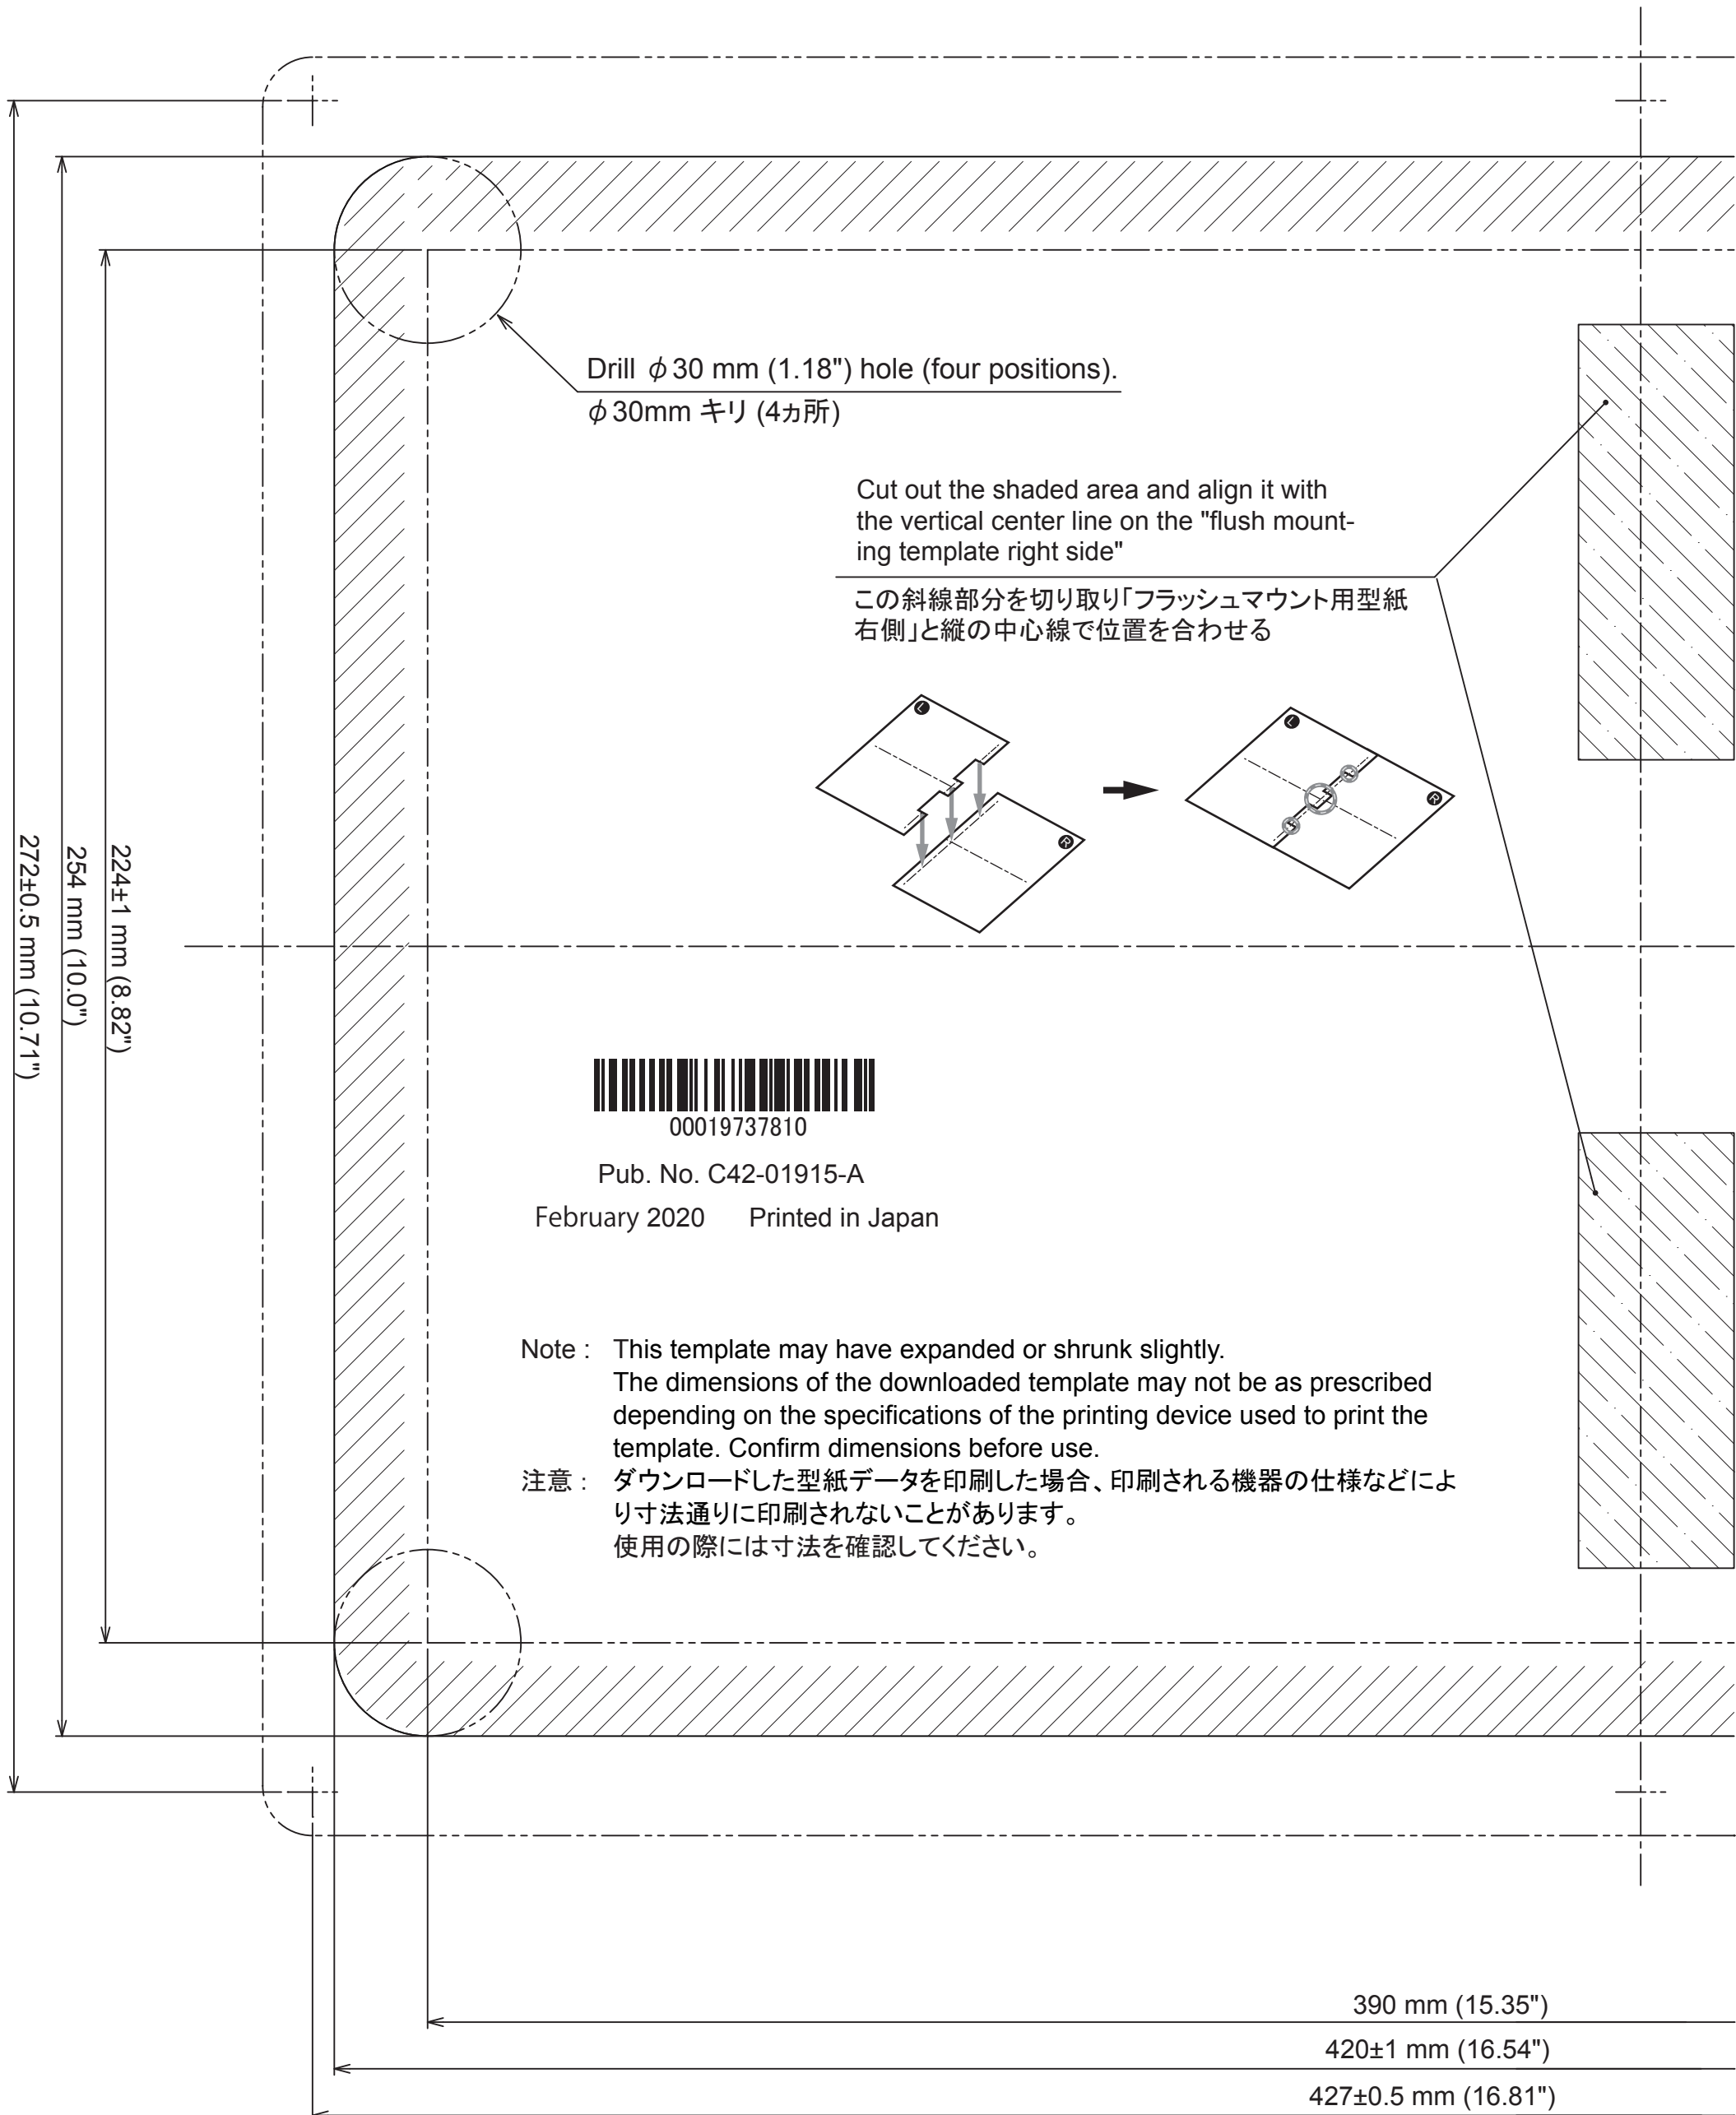 Drill φ30 mm (1.18") hole (four positions).
φ30mm キリ (4ヵ所)
Cut out the shaded area and align it with
the vertical center line on the "flush mount-
ing template right side"
この斜線部分を切り取り「フラッシュマウント用型紙
右側」と縦の中心線で位置を合わせる
L
R
L
R
224±1 mm (8.82")
254 mm (10.0")
272±0.5 mm (10.71")
00019737810
Pub. No. C42-01915-A
February 2020 Printed in Japan
Note : This template may have expanded or shrunk slightly.
The dimensions of the downloaded template may not be as prescribed
depending on the specifications of the printing device used to print the
template. Confirm dimensions before use.
注意 : ダウンロードした型紙データを印刷した場合、印刷される機器の仕様などによ
り寸法通りに印刷されないことがあります。
使用の際には寸法を確認してください。
390 mm (15.35")
420±1 mm (16.54")
427±0.5 mm (16.81")